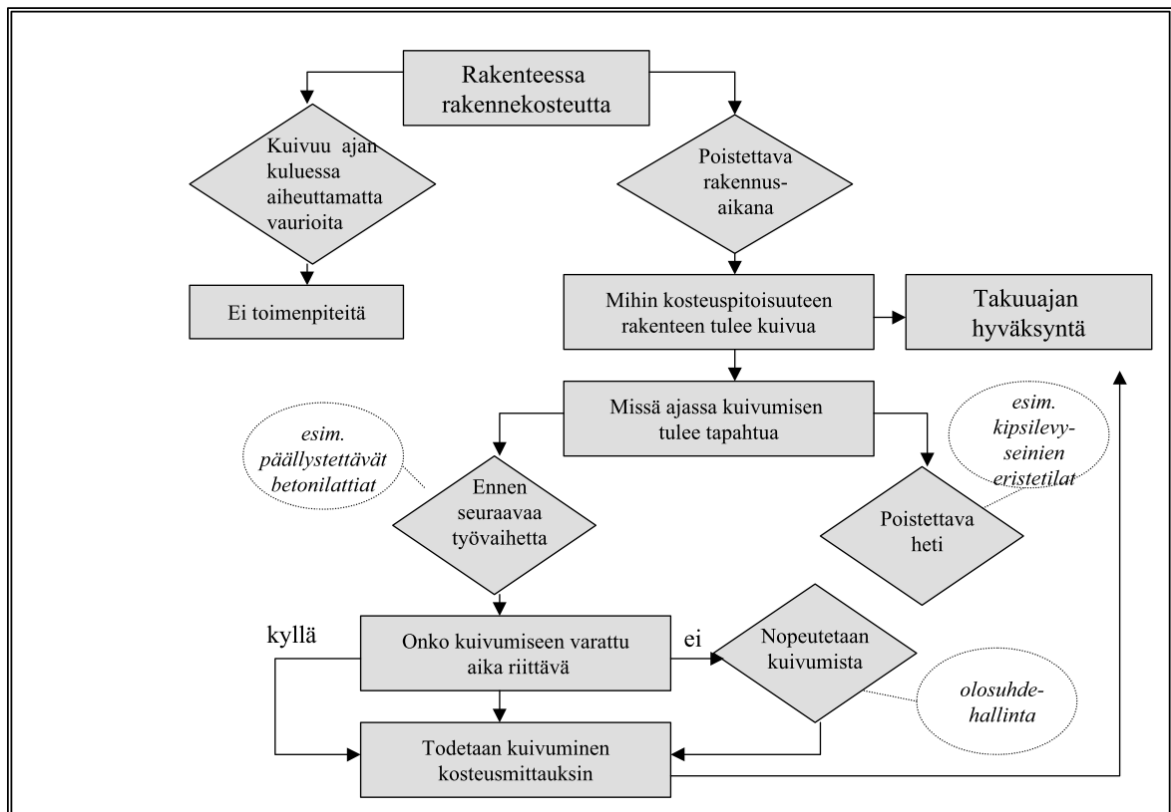 Rakenteessa
rakennekosteutta
Kuivuu ajan
kuluessa
aiheuttamatta
vaurioita
Poistettava
rakennus-
aikana
Ei toimenpiteitä
Mihin kosteuspitoisuuteen
rakenteen tulee kuivua
Takuuajan
hyväksyntä
Missä ajassa kuivumisen
tulee tapahtua
esim.
päällystettävät
betonilattiat
esim.
kipsilevy-
seinien
eristetilat
Ennen
seuraavaa
työvaihetta
Poistettava
heti
kyllä
Onko kuivumiseen varattu
aika riittävä
ei
Nopeutetaan
kuivumista
olosuhde-
hallinta
Todetaan kuivuminen
kosteusmittauksin